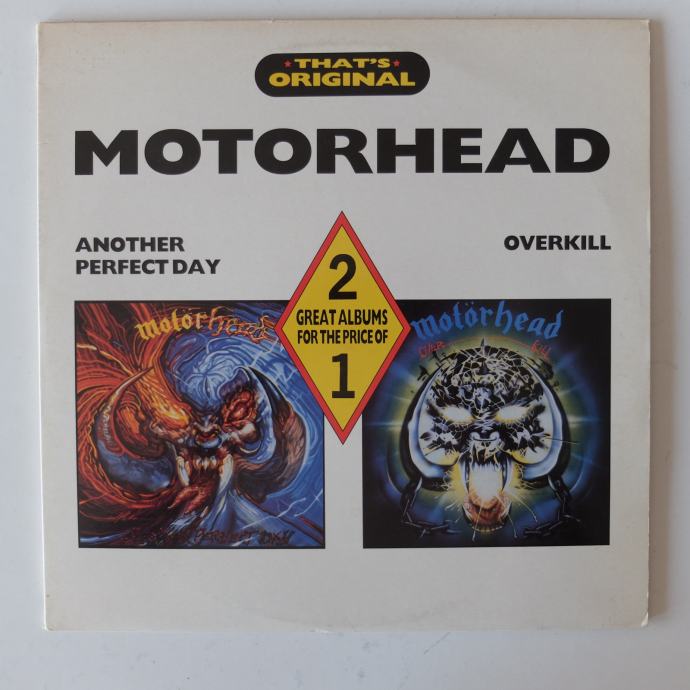 THAT'S
ORIGINAL
MOTORHEAD
ANOTHER
PERFECT DAY
OVERKILL
2
GREAT ALBUMS
FOR THE PRICE OF
1
motörhead
motörhead